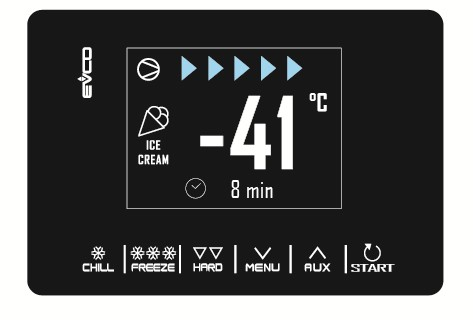 EVCO
°C
-41
ICE
CREAM
8 min
CHILL FREEZE HARD MENU AUX START